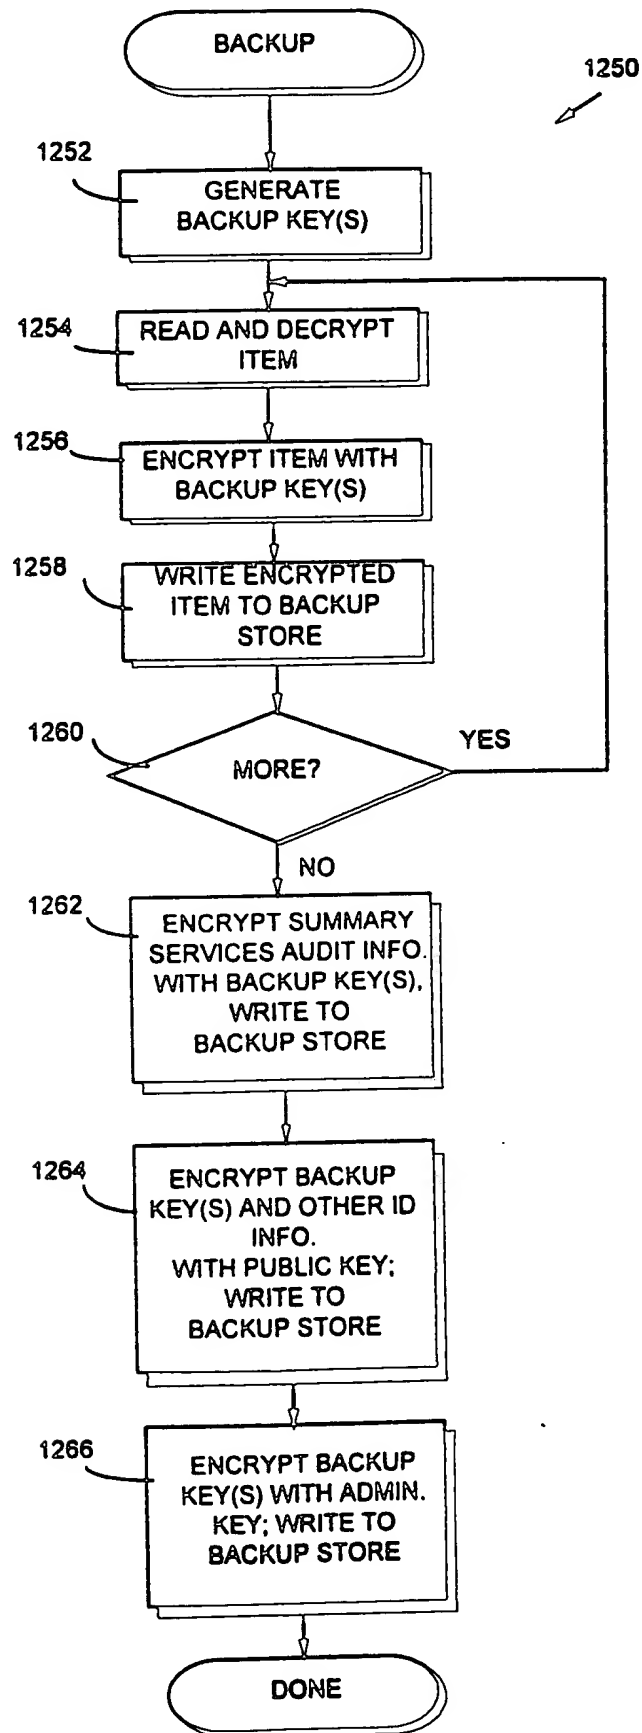 BACKUP
1250
1252
GENERATE
BACKUP KEY(S)
1254
READ AND DECRYPT
ITEM
1256
ENCRYPT ITEM WITH
BACKUP KEY(S)
1258
WRITE ENCRYPTED
ITEM TO BACKUP
STORE
1260
MORE?
YES
NO
1262
ENCRYPT SUMMARY
SERVICES AUDIT INFO.
WITH BACKUP KEY(S),
WRITE TO
BACKUP STORE
1264
ENCRYPT BACKUP
KEY(S) AND OTHER ID
INFO.
WITH PUBLIC KEY;
WRITE TO
BACKUP STORE
1266
ENCRYPT BACKUP
KEY(S) WITH ADMIN.
KEY; WRITE TO
BACKUP STORE
DONE